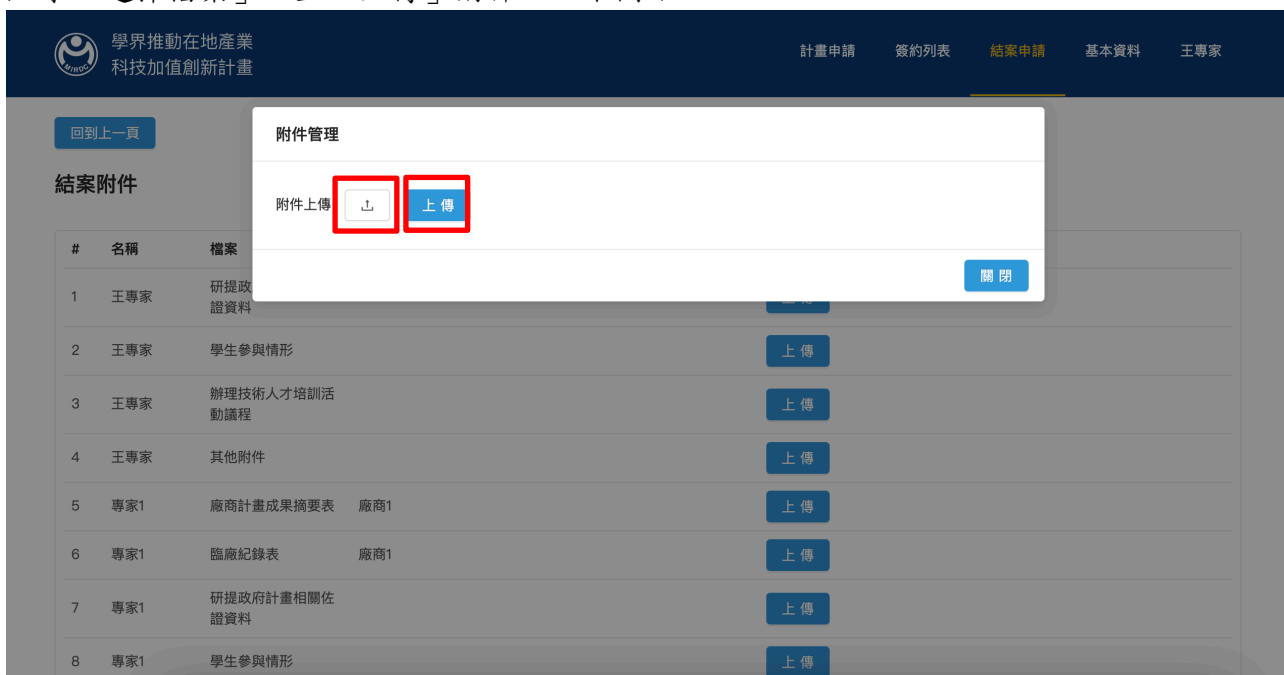 學界推動在地產業
科技加值創新計畫
計畫申請 簽約列表 結案申請 基本資料 王專家
MIRDC
回到上一頁
附件管理
結案附件
附件上傳 上傳
# 名稱 檔案
關閉
1 王專家 研提政
證資料
2 王專家 學生參與情形 上傳
3 王專家 辦理技術人才培訓活
動議程 上傳
4 王專家 其他附件 上傳
5 專家1 廠商計畫成果摘要表 廠商1 上傳
6 專家1 臨廠紀錄表 廠商1 上傳
7 專家1 研提政府計畫相關佐
證資料 上傳
8 專家1 學生參與情形 上傳